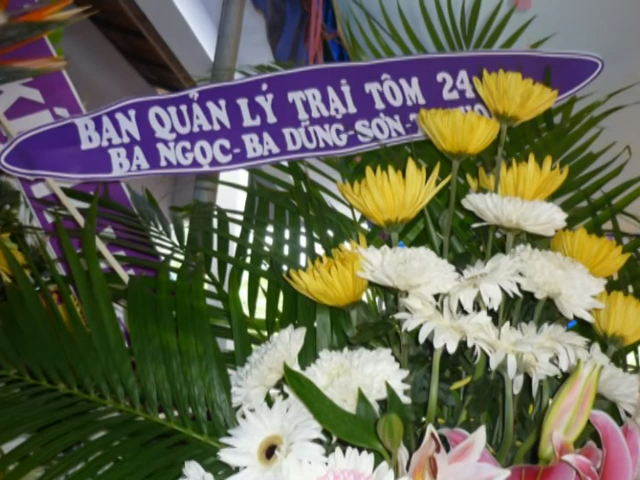 BAN QUẢN LÝ TRẠI TÔM 24
BA NGỌC-BA DŨNG-SƠN-